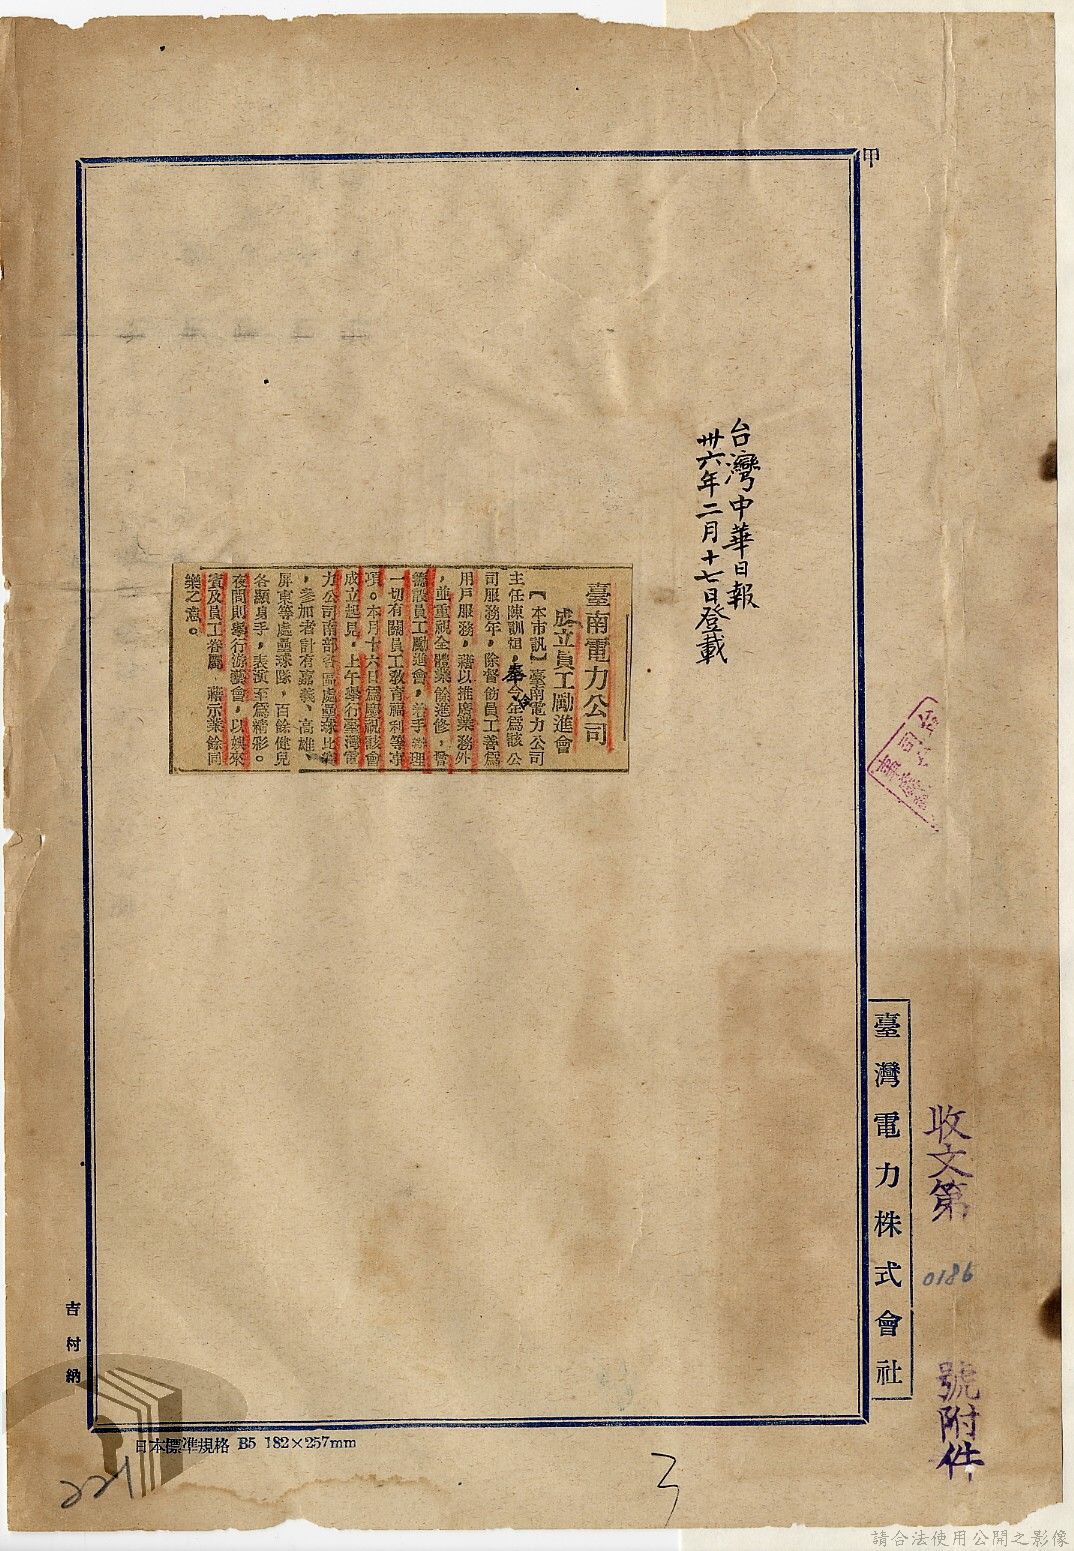 甲
台灣中華日報
卅六年二月十七日登載
臺南電力公司
成立員工勵進會
【本市訊】臺南電力公司
主任陳訓烜，奉令年為該公
司服務年，除督飭員工善為
用戶服務，藉以推廣業務外
，並重視全體業餘進修，曾
籌設員工勵進會，着手辦理
一切有關員工教育福利等事
項。本月十六日為慶祝該會
成立起見，上午舉行臺灣電
力公司南部各區處壘球比賽
，參加者計有嘉義、高雄、
屏東等處壘球隊，百餘健兒
各顯身手，表演至為精彩。
夜間則舉行游藝會，以娛來
賓及員工眷屬，藉示業餘同
樂之意。
臺灣電力株式會社
收文第
0186
號附件
吉村納
日本標準規格 B5 182×257mm
221
3
請合法使用公開之影像